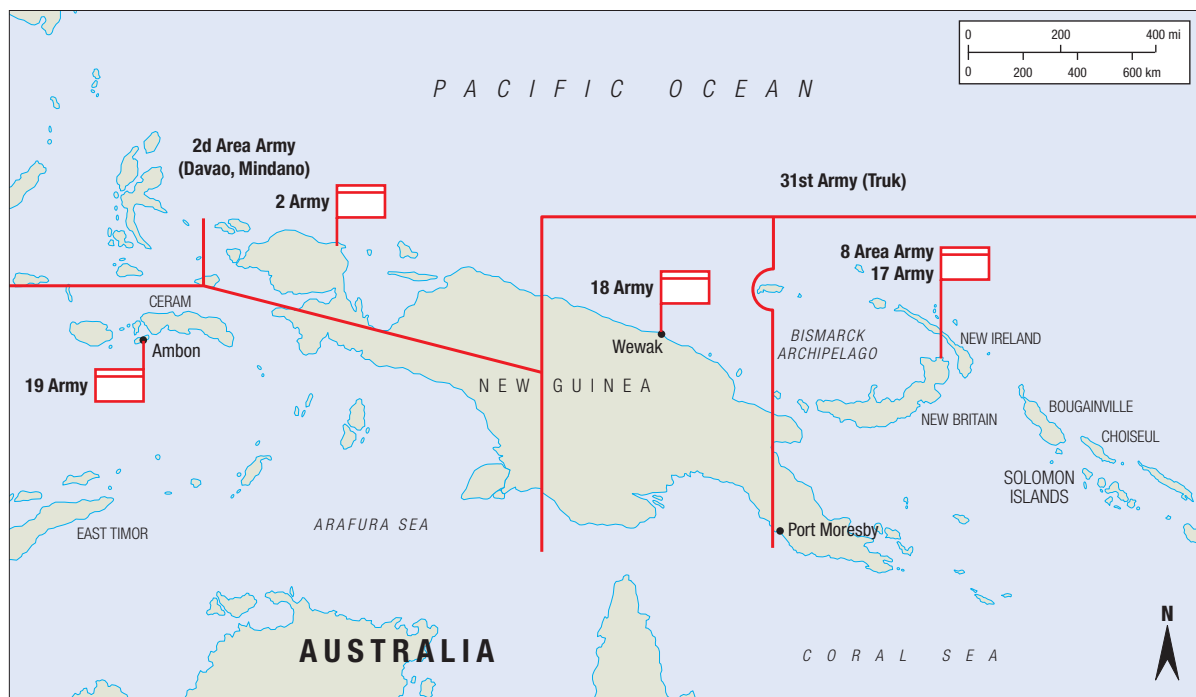 0 200 400 mi
0 200 400 600 km
PACIFIC OCEAN
2d Area Army
(Davao, Mindano)
31st Army (Truk)
2 Army
8 Area Army
17 Army
18 Army
CERAM
BISMARCK
ARCHIPELAGO
NEW IRELAND
Wewak
Ambon
19 Army
NEW GUINEA
BOUGAINVILLE
NEW BRITAIN
CHOISEUL
SOLOMON
ISLANDS
ARAFURA SEA
EAST TIMOR
Port Moresby
N
AUSTRALIA
CORAL SEA